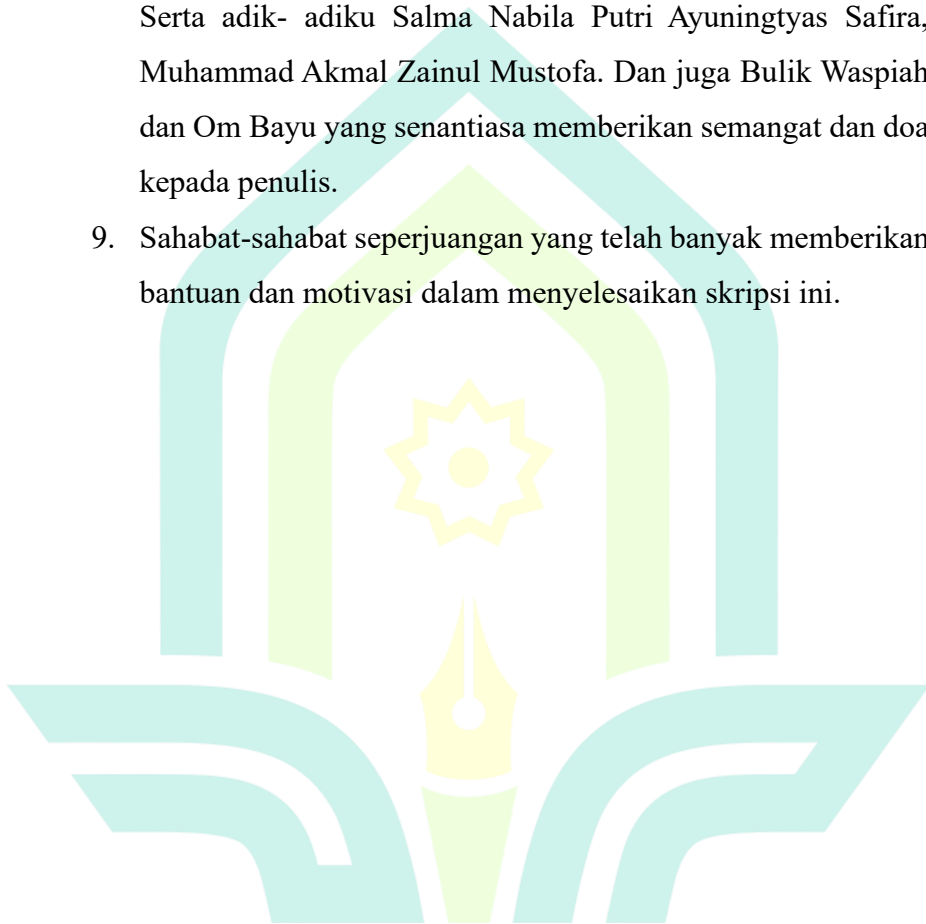 Serta adik- adiku Salma Nabila Putri Ayuningtyas Safira,
Muhammad Akmal Zainul Mustofa. Dan juga Bulik Waspiah
dan Om Bayu yang senantiasa memberikan semangat dan doa
kepada penulis.
9. Sahabat-sahabat seperjuangan yang telah banyak memberikan
bantuan dan motivasi dalam menyelesaikan skripsi ini.